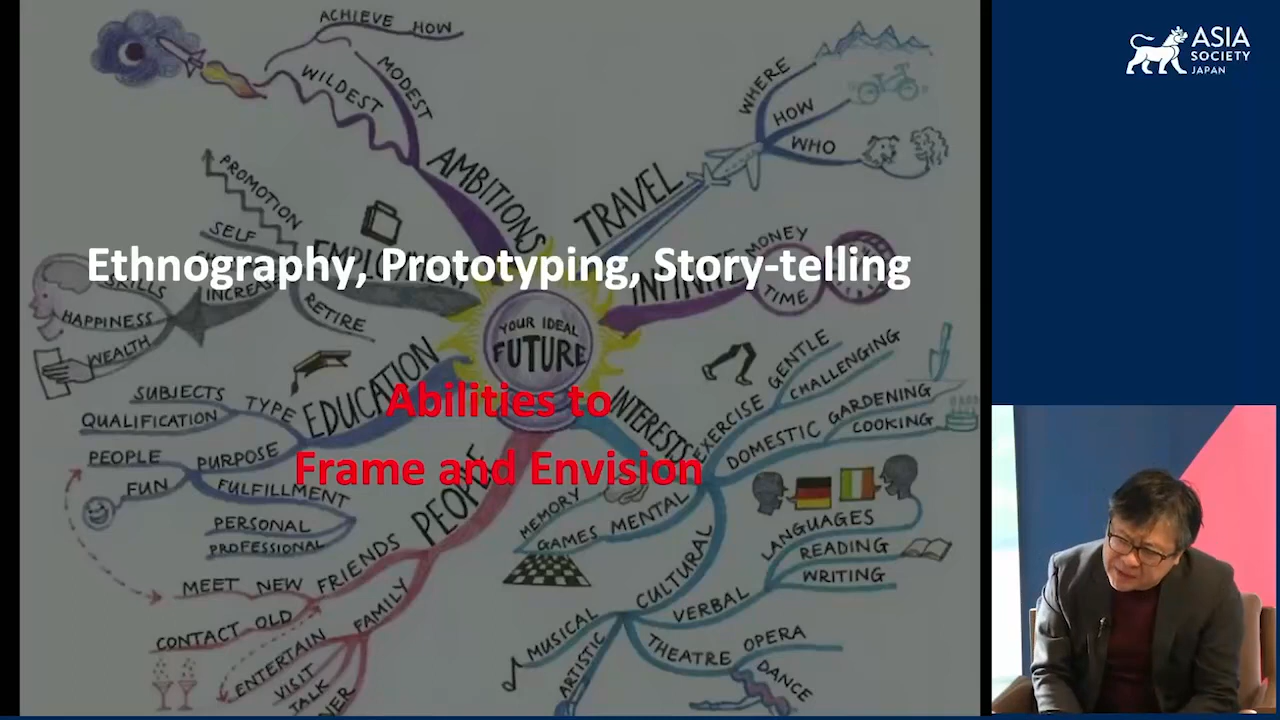 ACHIEVE HOW
WILDEST
MODEST
AMBITIONS
TRAVEL
WHERE
HOW
WHO
PROMOTION
SELF
EMPLOYMENT
INCREASE
SKILLS
HAPPINESS
WEALTH
RETIRE
INFINITE
MONEY
TIME
Ethnography, Prototyping, Story-telling
YOUR IDEAL
FUTURE
Abilities to
Frame and Envision
EDUCATION
SUBJECTS
TYPE
QUALIFICATION
PEOPLE
PURPOSE
FUN
FULFILLMENT
PERSONAL
PROFESSIONAL
PEOPLE
FRIENDS
MEET NEW
CONTACT OLD
FAMILY
ENTERTAIN
VISIT
TALK
INTERESTS
EXERCISE
GENTLE
CHALLENGING
DOMESTIC
GARDENING
COOKING
MEMORY
GAMES
MENTAL
CULTURAL
VERBAL
LANGUAGES
READING
WRITING
MUSICAL
ARTISTIC
THEATRE
OPERA
DANCE
ASIA
SOCIETY
JAPAN